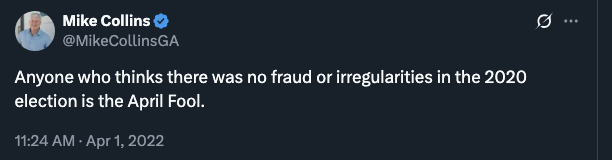 Mike Collins
@MikeCollinsGA
Anyone who thinks there was no fraud or irregularities in the 2020
election is the April Fool.
11:24 AM · Apr 1, 2022